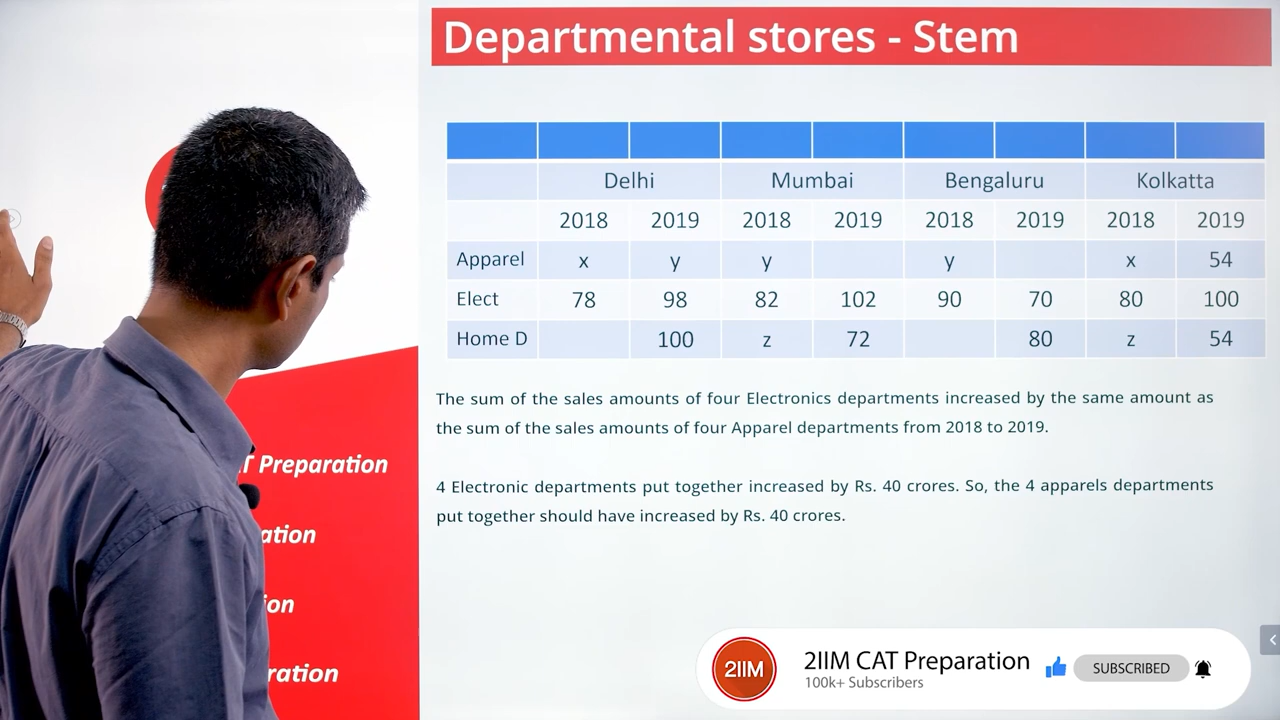 Departmental stores - Stem
Delhi Mumbai Bengaluru Kolkatta
2018 2019 2018 2019 2018 2019 2018 2019
Apparel x y y y x 54
Elect 78 98 82 102 90 70 80 100
Home D 100 z 72 80 z 54
The sum of the sales amounts of four Electronics departments increased by the same amount as
the sum of the sales amounts of four Apparel departments from 2018 to 2019.
4 Electronic departments put together increased by Rs. 40 crores. So, the 4 apparels departments
put together should have increased by Rs. 40 crores.
T Preparation
ation
ion
ration
2IIM
2IIM CAT Preparation
100k+ Subscribers
SUBSCRIBED